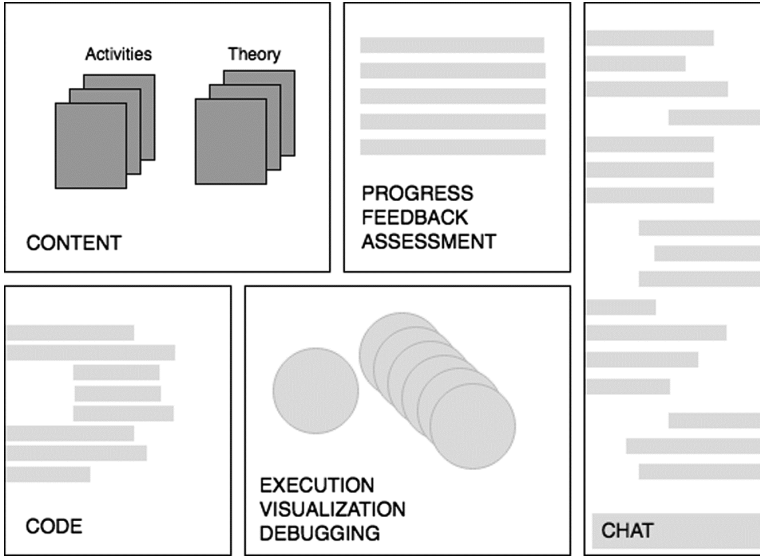 Activities
Theory
CONTENT
PROGRESS
FEEDBACK
ASSESSMENT
CODE
EXECUTION
VISUALIZATION
DEBUGGING
CHAT